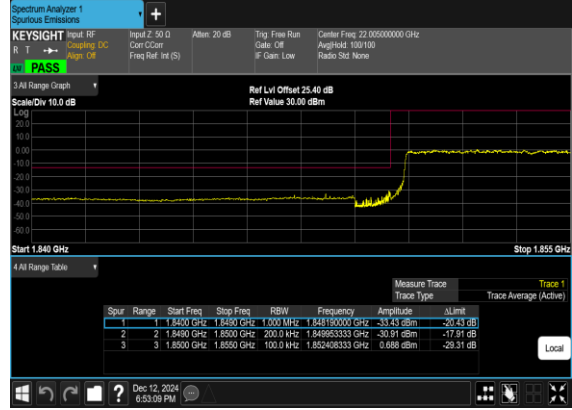 Spectrum Analyzer 1
Spurious Emissions
+
KEYSIGHT Input: RF Input Z: 50 Ω Atten: 20 dB Trig: Free Run Center Freq: 22.005000000 GHz
R T Coupling: DC Corr CCorr Gate: Off Avg|Hold: 100/100
Align: Off Freq Ref: Int (S) IF Gain: Low Radio Std: None
PASS
3 All Range Graph
Ref Lvl Offset 25.40 dB
Scale/Div 10.0 dB Ref Value 30.00 dBm
Log
20.0
10.0
0.00
-10.0
-20.0
-30.0
-40.0
-50.0
-60.0
Start 1.840 GHz Stop 1.855 GHz
4 All Range Table
Measure Trace Trace 1
Trace Type Trace Average (Active)
Spur Range Start Freq Stop Freq RBW Frequency Amplitude ΔLimit
1 1 1.8400 GHz 1.8490 GHz 1.000 MHz 1.848190000 GHz -33.43 dBm -20.43 dB
2 2 1.8490 GHz 1.8500 GHz 200.0 kHz 1.849953333 GHz -30.91 dBm -17.91 dB
3 3 1.8500 GHz 1.8550 GHz 100.0 kHz 1.852408333 GHz 0.688 dBm -29.31 dB
Local
? Dec 12, 2024
6:53:09 PM